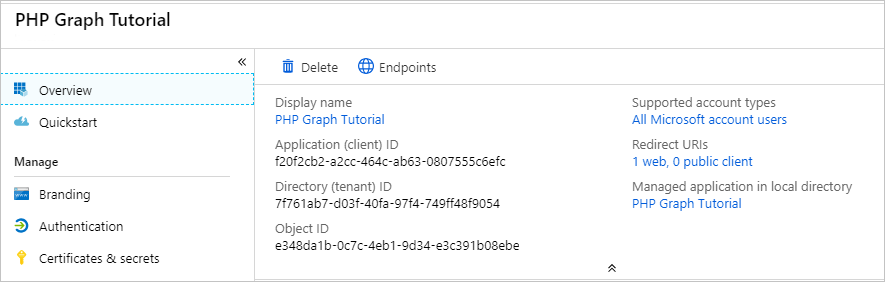 PHP Graph Tutorial
Overview
Quickstart
Manage
Branding
Authentication
Certificates & secrets
Delete
Endpoints
Display name
PHP Graph Tutorial
Application (client) ID
f20f2cb2-a2cc-464c-ab63-0807555c6efc
Directory (tenant) ID
7f761ab7-d03f-40fa-97f4-749ff48f9054
Object ID
e348da1b-0c7c-4eb1-9d34-e3c391b08ebe
Supported account types
All Microsoft account users
Redirect URIs
1 web, 0 public client
Managed application in local directory
PHP Graph Tutorial